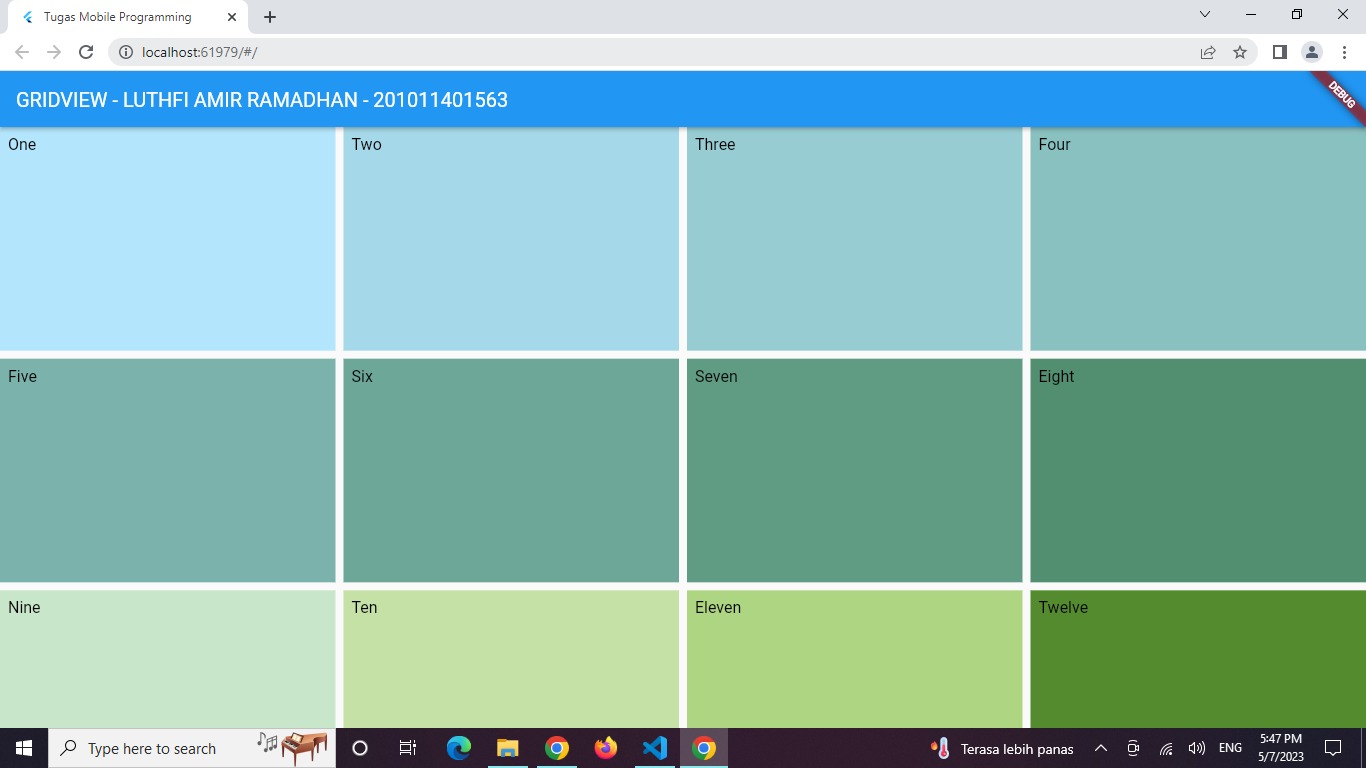 Tugas Mobile Programming
localhost:61979/#/
GRIDVIEW - LUTHFI AMIR RAMADHAN - 201011401563
DEBUG
One
Two
Three
Four
Five
Six
Seven
Eight
Nine
Ten
Eleven
Twelve
Type here to search
Terasa lebih panas
ENG
5:47 PM
5/7/2023